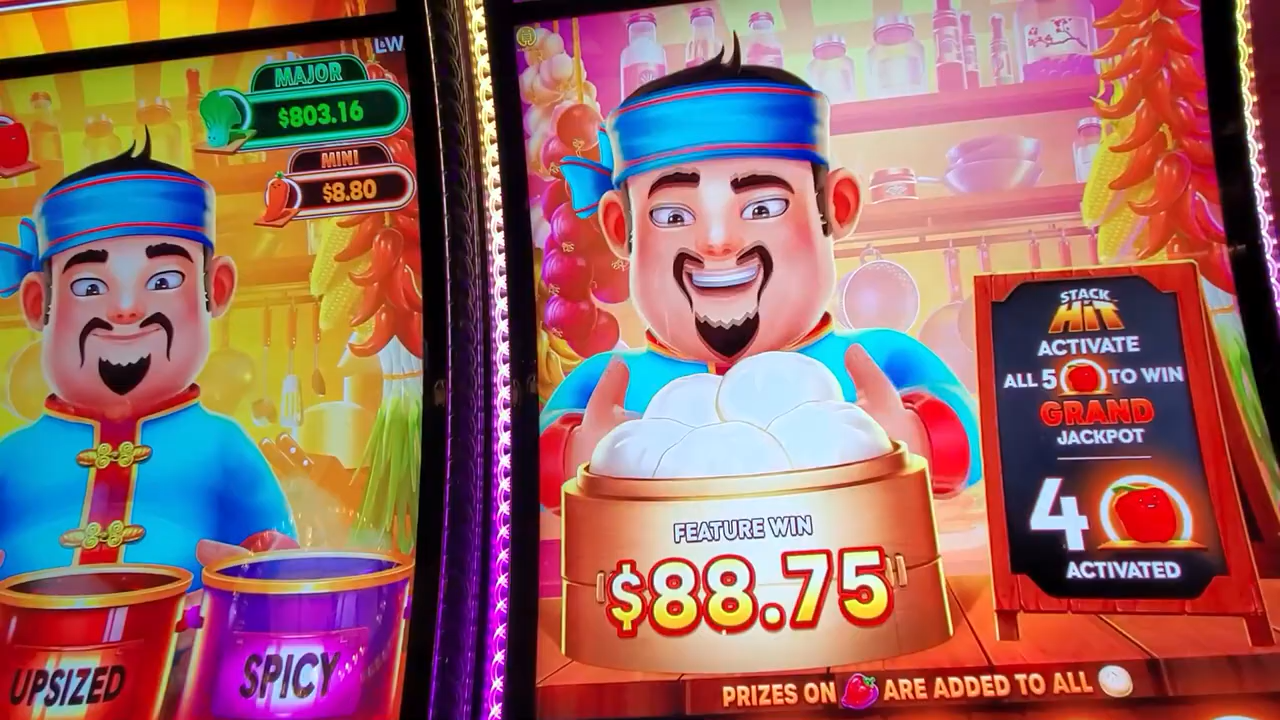 LW
MAJOR
$803.16
MINI
$8.80
UPSIZED
SPICY
FEATURE WIN
$88.75
STACK
HIT
ACTIVATE
ALL 5 TO WIN
GRAND
JACKPOT
4
ACTIVATED
PRIZES ON ARE ADDED TO ALL